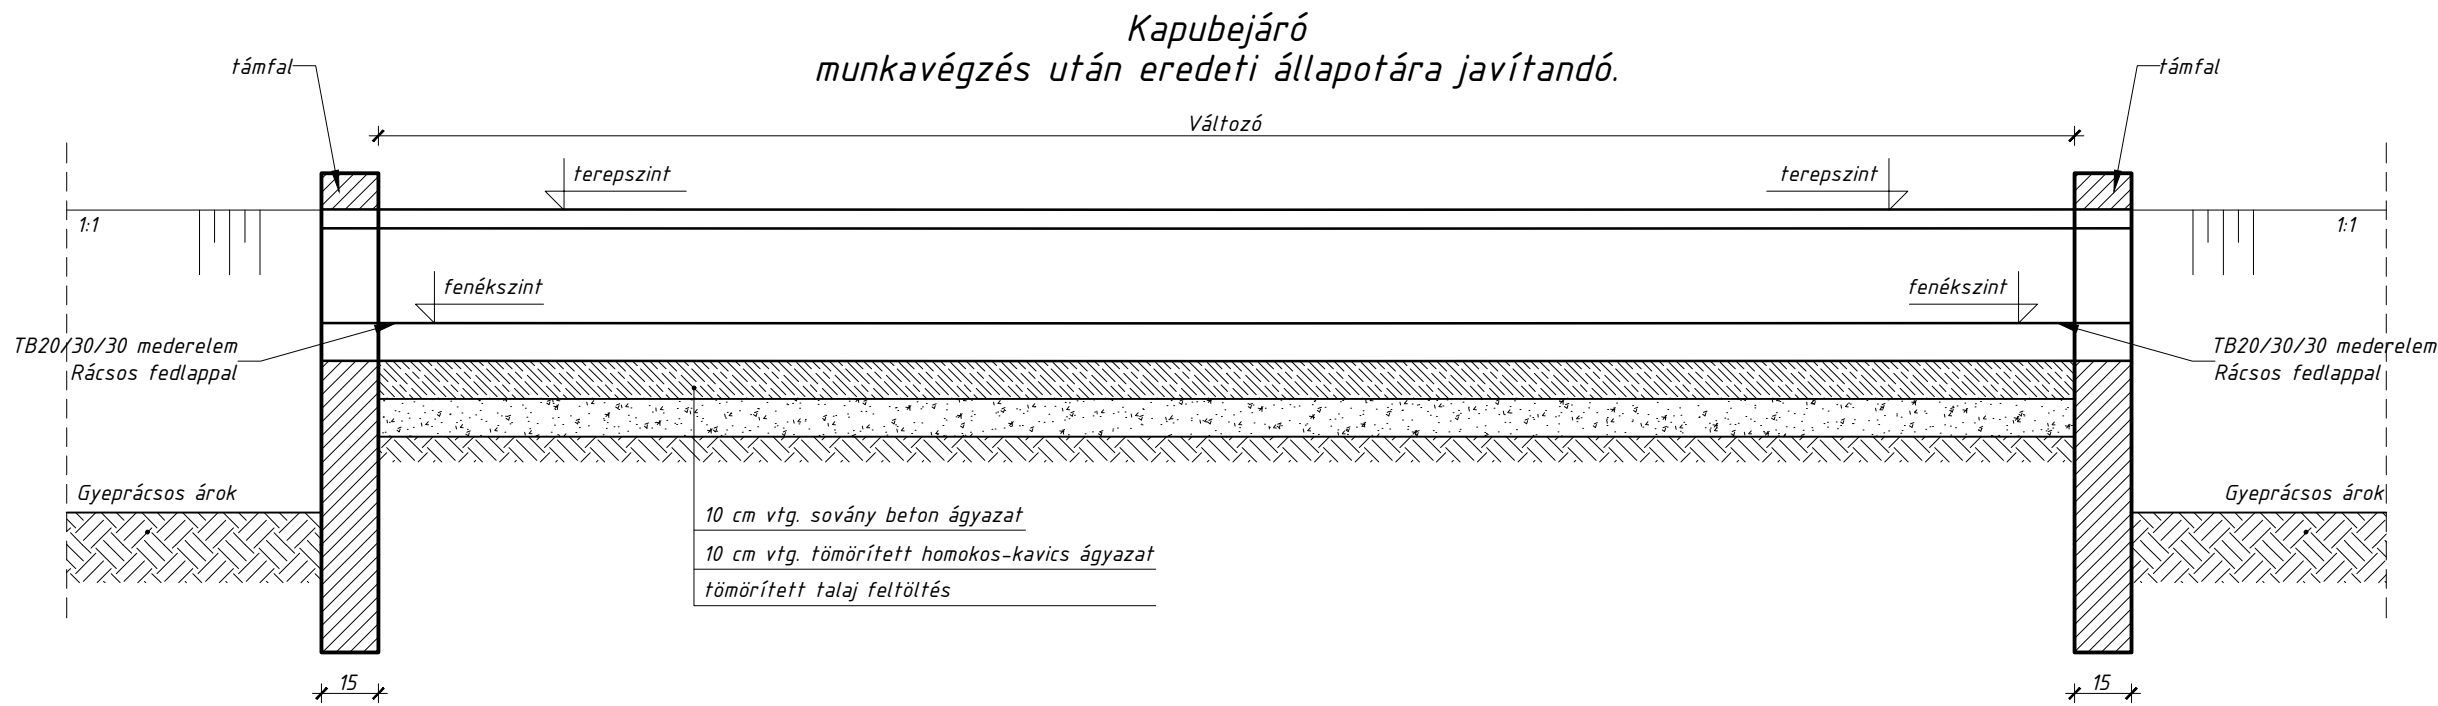 Kapubejáró
munkavégzés után eredeti állapotára javítandó.
támfal
támfal
Változó
terepszint
terepszint
1:1
1:1
fenékszint
fenékszint
TB20/30/30 mederelem
Rácsos fedlappal
TB20/30/30 mederelem
Rácsos fedlappal
Gyeprácsos árok
Gyeprácsos árok
10 cm vtg. sovány beton ágyazat
10 cm vtg. tömörített homokos-kavics ágyazat
tömörített talaj feltöltés
15
15